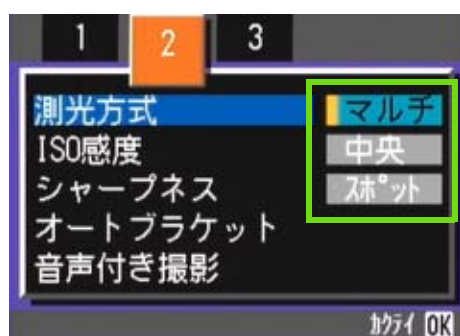 1 2 3
測光方式 マルチ
ISO感度 中央
シャープネス ｽﾎﾟｯﾄ
オートブラケット
音声付き撮影
ｶｸﾃｲ OK